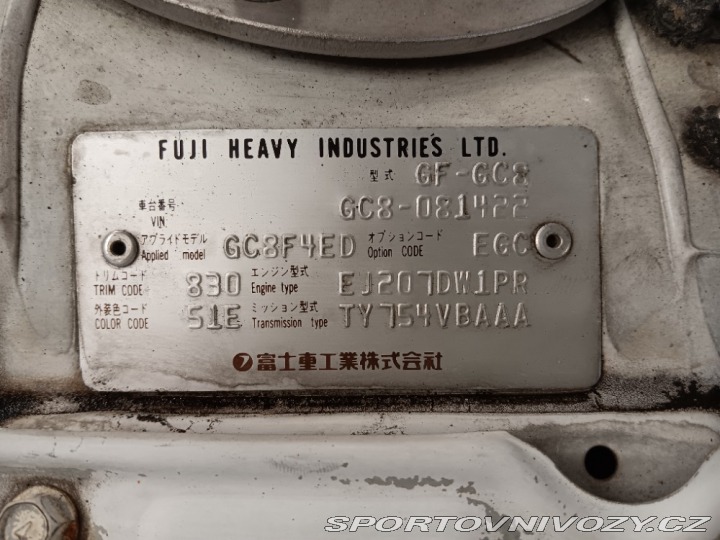 FUJI HEAVY INDUSTRIES LTD.
型式 GF-GC8
車台番号 VIN GC8-081422
アプライドモデル Applied model GC8F4ED オプションコード Option CODE EGC
トリムコード TRIM CODE 830 エンジン型式 Engine type EJ207DW1PR
外装色コード COLOR CODE 51E ミッション型式 Transmission type TY754VBAAA
富士重工業株式会社
SPORTOVNIVOZY.CZ